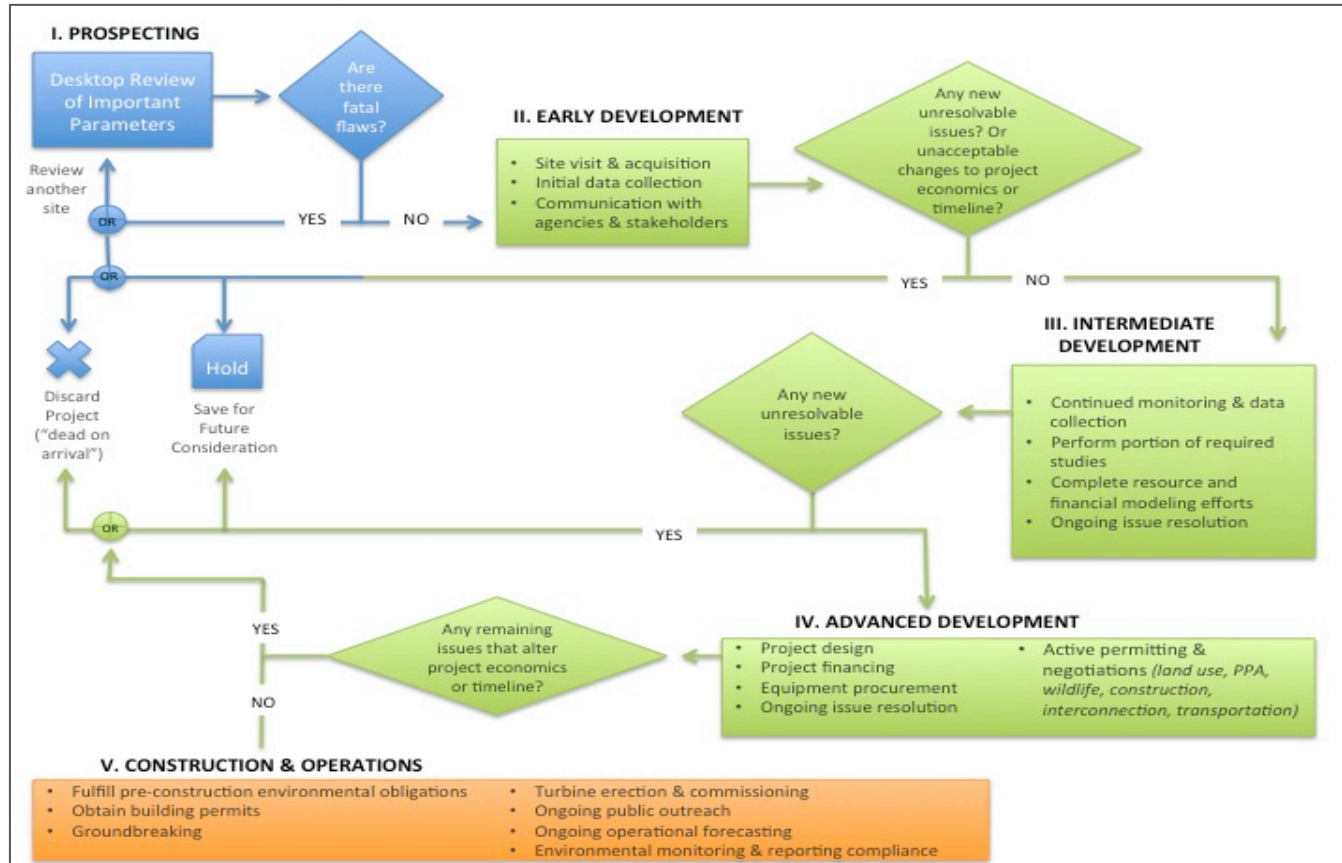 I. PROSPECTING
Desktop Review
of Important
Parameters
Are
there
fatal
flaws?
Review
another
site
OR
YES
NO
II. EARLY DEVELOPMENT
• Site visit & acquisition
• Initial data collection
• Communication with
agencies & stakeholders
Any new
unresolvable
issues? Or
unacceptable
changes to project
economics or
timeline?
OR
YES
NO
Discard
Project
("dead on
arrival")
Hold
Save for
Future
Consideration
III. INTERMEDIATE
DEVELOPMENT
• Continued monitoring & data
collection
• Perform portion of required
studies
• Complete resource and
financial modeling efforts
• Ongoing issue resolution
Any new
unresolvable
issues?
OR
YES
IV. ADVANCED DEVELOPMENT
• Project design
• Project financing
• Equipment procurement
• Ongoing issue resolution
• Active permitting &
negotiations (land use, PPA,
wildlife, construction,
interconnection, transportation)
Any remaining
issues that alter
project economics
or timeline?
YES
NO
V. CONSTRUCTION & OPERATIONS
• Fulfill pre-construction environmental obligations
• Obtain building permits
• Groundbreaking
• Turbine erection & commissioning
• Ongoing public outreach
• Ongoing operational forecasting
• Environmental monitoring & reporting compliance